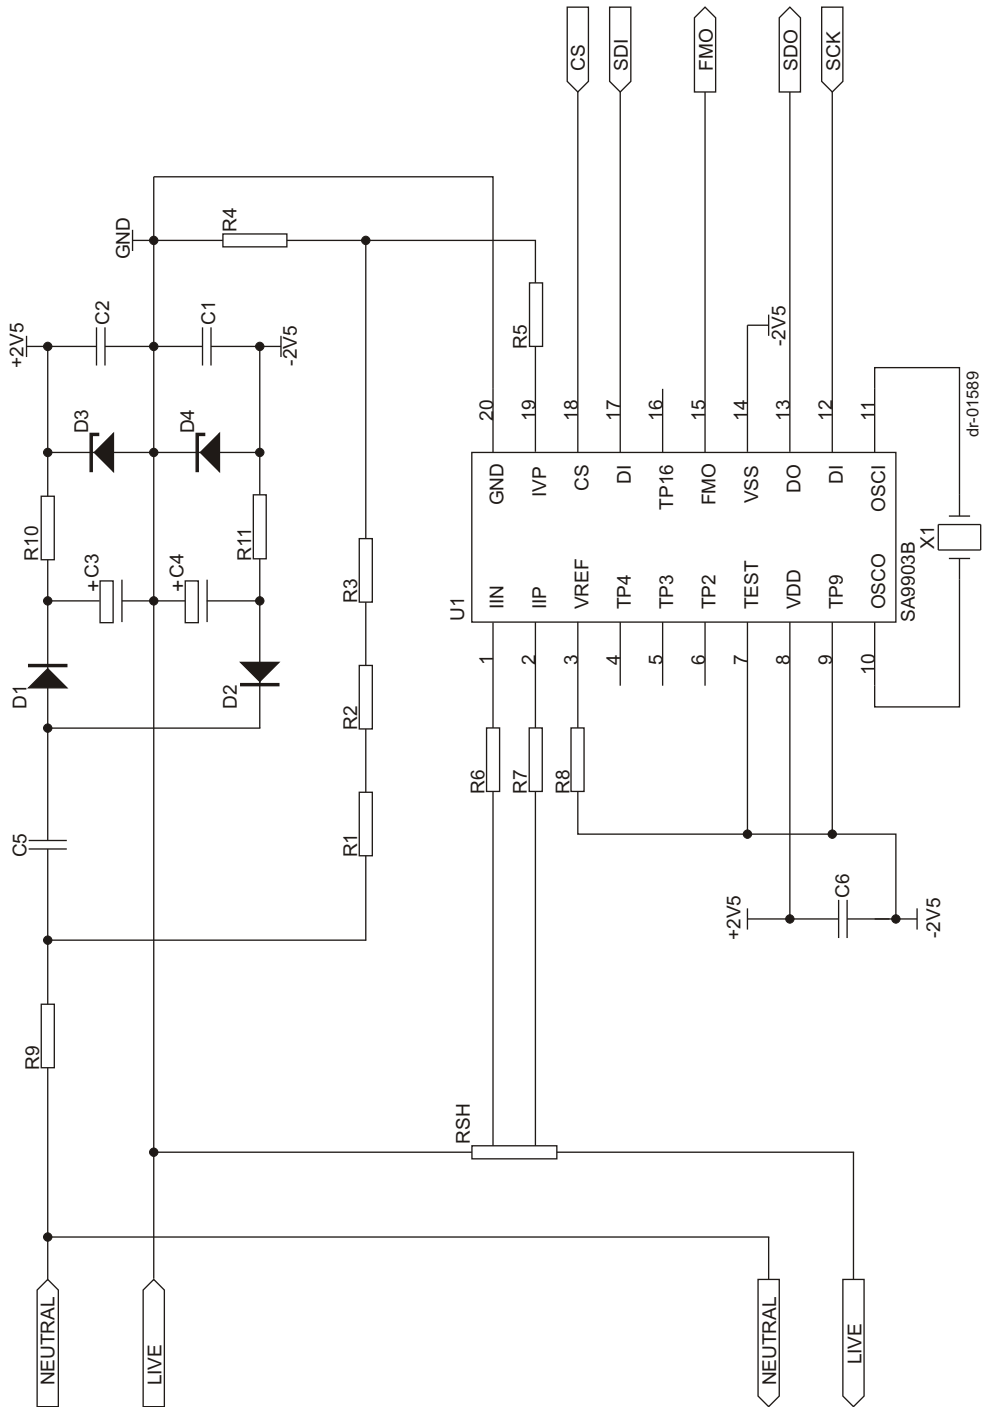 CS
SDI
FMO
SDO
SCK
GND
R4
+2V5
C2
C1
-2V5
R5
-2V5
D3
D4
20
19
18
17
16
15
14
13
12
11
dr-01589
GND
IVP
CS
DI
TP16
FMO
VSS
DO
DI
OSCI
R10
R11
+
C3
+
C4
R3
X1
U1
IIN
IIP
VREF
TP4
TP3
TP2
TEST
VDD
TP9
OSCO
SA9903B
D1
D2
R2
1
2
3
4
5
6
7
8
9
10
R6
R7
R8
C5
R1
+2V5
C6
-2V5
R9
RSH
NEUTRAL
LIVE
NEUTRAL
LIVE